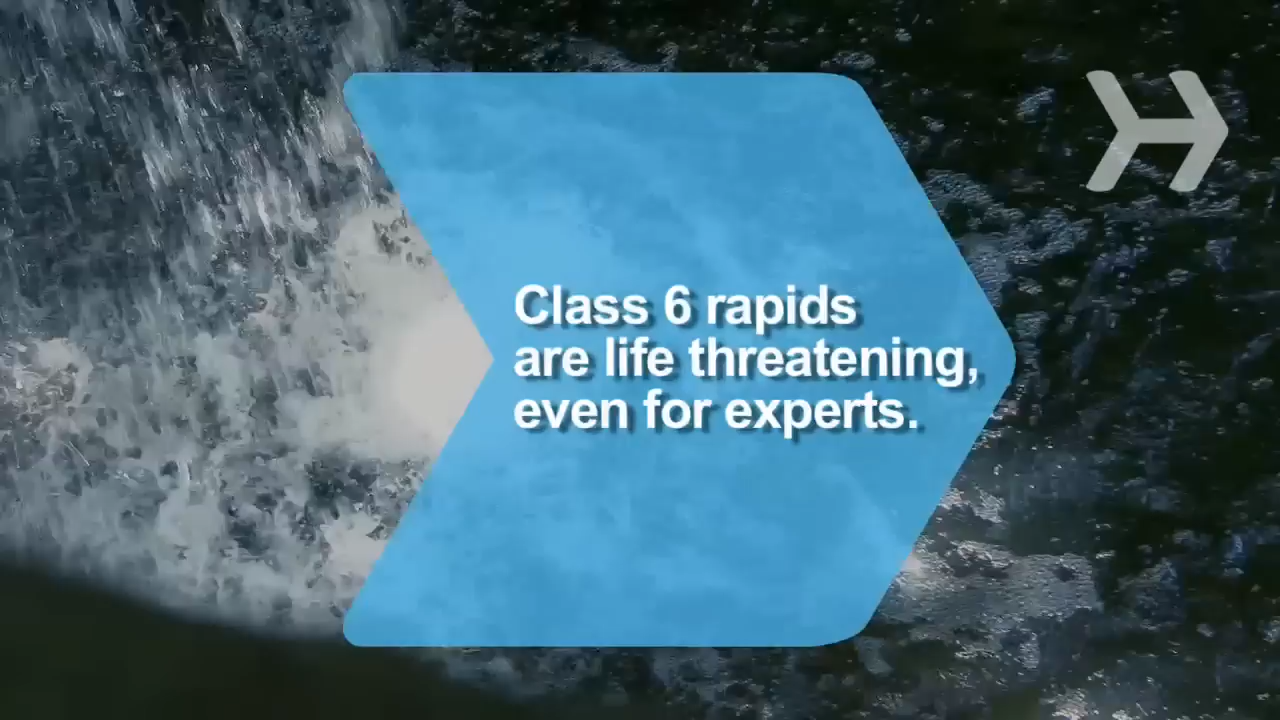 Class 6 rapids
are life threatening,
even for experts.